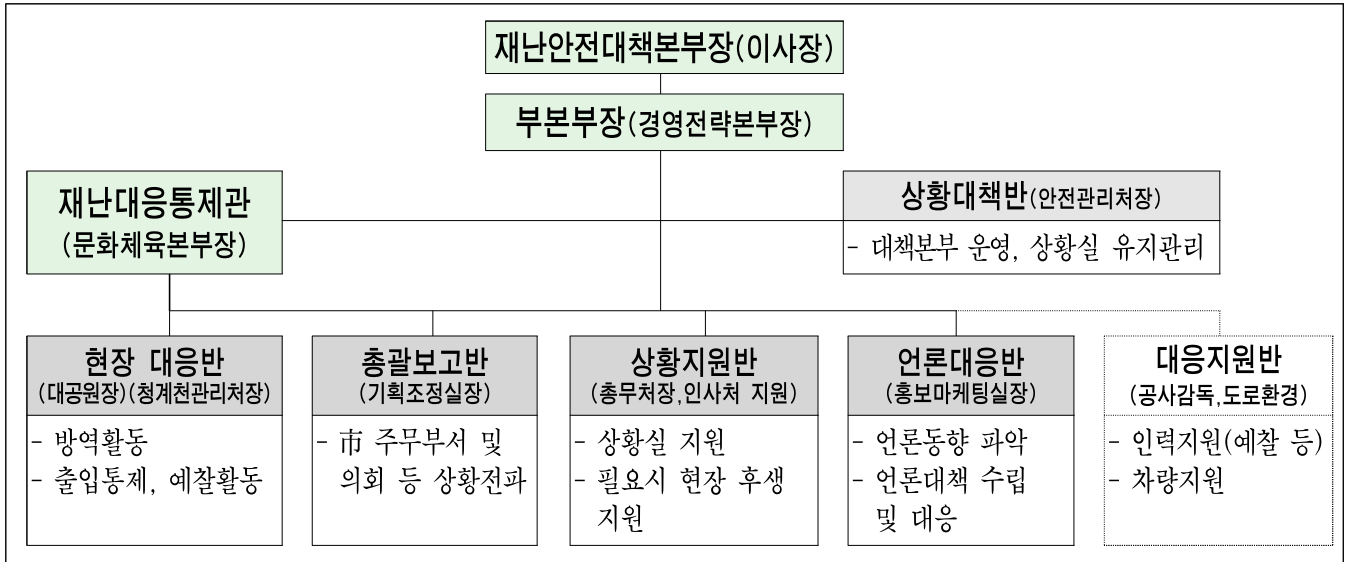 재난안전대책본부장(이사장)
부본부장(경영전략본부장)
재난대응통제관
(문화체육본부장)
상황대책반(안전관리처장)
- 대책본부 운영, 상황실 유지관리
현장 대응반
(대공원장)(청계천관리처장)
- 방역활동
- 출입통제, 예찰활동
총괄보고반
(기획조정실장)
- 市 주무부서 및
의회 등 상황전파
상황지원반
(총무처장,인사처 지원)
- 상황실 지원
- 필요시 현장 후생
지원
언론대응반
(홍보마케팅실장)
- 언론동향 파악
- 언론대책 수립
및 대응
대응지원반
(공사감독,도로환경)
- 인력지원(예찰 등)
- 차량지원